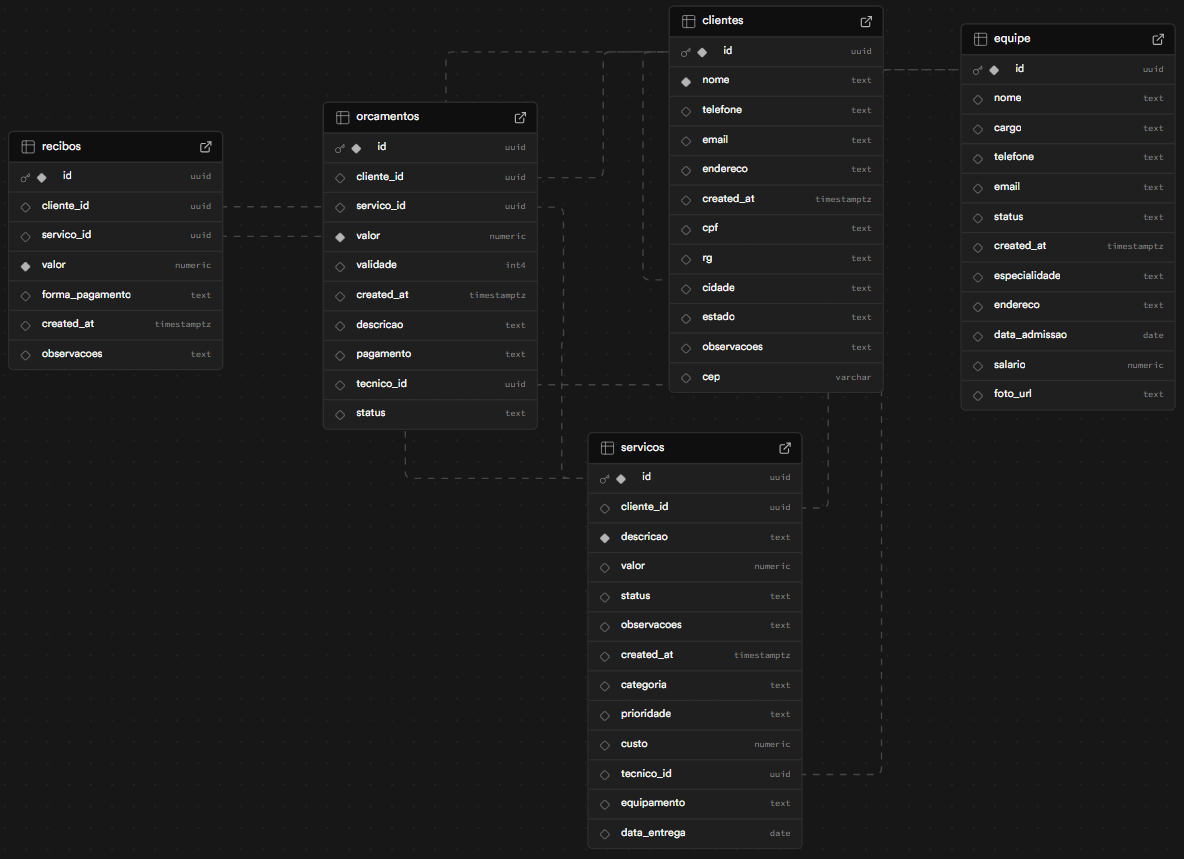 recibos
id uuid
cliente_id uuid
servico_id uuid
valor numeric
forma_pagamento text
created_at timestamptz
observacoes text
orcamentos
id uuid
cliente_id uuid
servico_id uuid
valor numeric
validade int4
created_at timestamptz
descricao text
pagamento text
tecnico_id uuid
status text
clientes
id uuid
nome text
telefone text
email text
endereco text
created_at timestamptz
cpf text
rg text
cidade text
estado text
observacoes text
cep varchar
equipe
id uuid
nome text
cargo text
telefone text
email text
status text
created_at timestamptz
especialidade text
endereco text
data_admissao date
salario numeric
foto_url text
servicos
id uuid
cliente_id uuid
descricao text
valor numeric
status text
observacoes text
created_at timestamptz
categoria text
prioridade text
custo numeric
tecnico_id uuid
equipamento text
data_entrega date